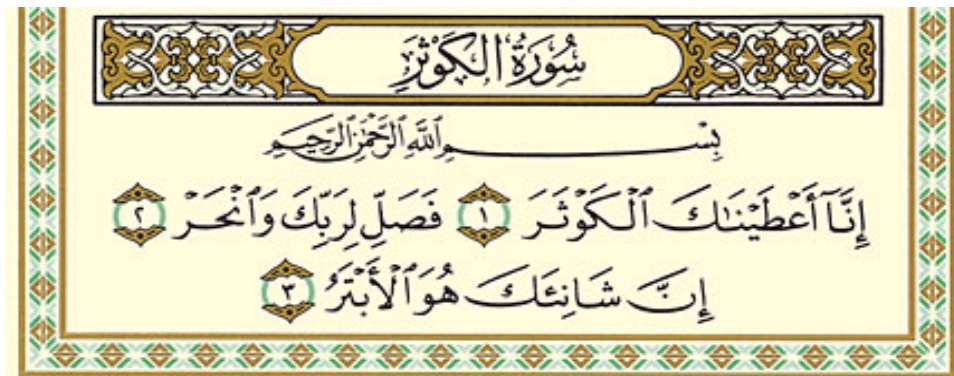 سُورَةُ الكَوْثَرِ
بِسْمِ ٱللَّهِ ٱلرَّحْمَٰنِ ٱلرَّحِيمِ
إِنَّآ أَعْطَيْنَٰكَ ٱلْكَوْثَرَ ١ فَصَلِّ لِرَبِّكَ وَٱنْحَرْ ٢
إِنَّ شَانِئَكَ هُوَ ٱلْأَبْتَرُ ٣